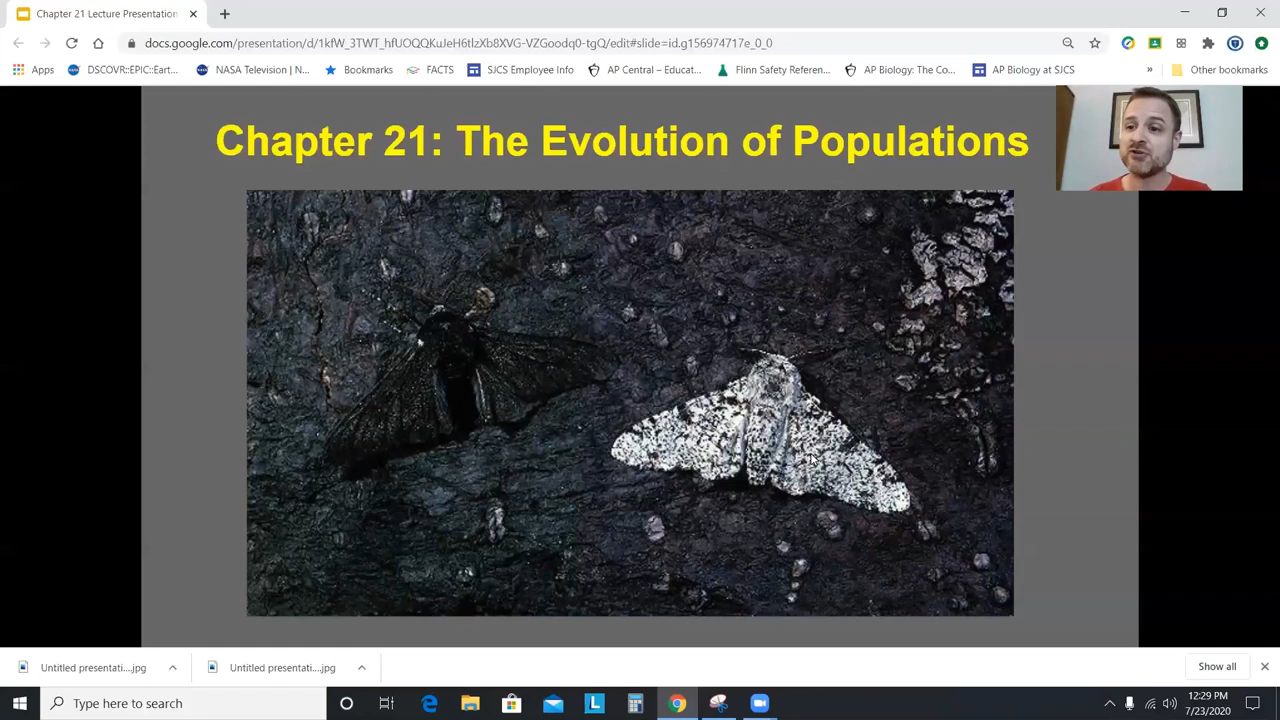 Chapter 21 Lecture Presentation
docs.google.com/presentation/d/1kfW_3TWT_hfUOQOXuJeIH6tlzXb8XVG-VZGoodq0-tgQ/edit#slide=id.g156974717e_0_0
Apps DSCOVR::EPIC::Eart... NASA Television | N... Bookmarks FACTS SJCS Employee Info AP Central – Educat... Flinn Safety Referen... AP Biology: The Co... AP Biology at SJCS » Other bookmarks
Chapter 21: The Evolution of Populations
Untitled presentati....jpg Untitled presentati....jpg Show all
Type here to search
12:29 PM
7/23/2020